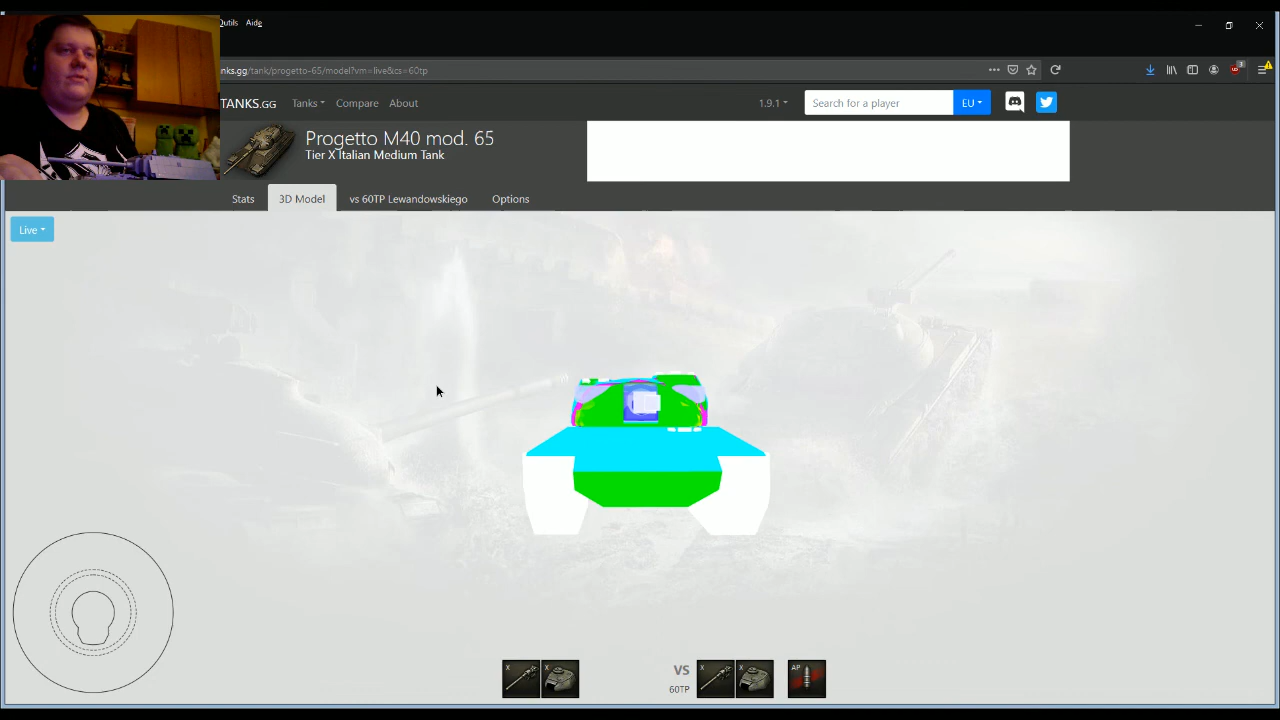 Outils Aide
nks.gg/tank/progetto-65/model?vm=live&cs=60tp
TANKS.GG Tanks Compare About 1.9.1 Search for a player EU
3
Progetto M40 mod. 65
Tier X Italian Medium Tank
Stats 3D Model vs 60TP Lewandowskiego Options
Live
X X VS X X AP
60TP